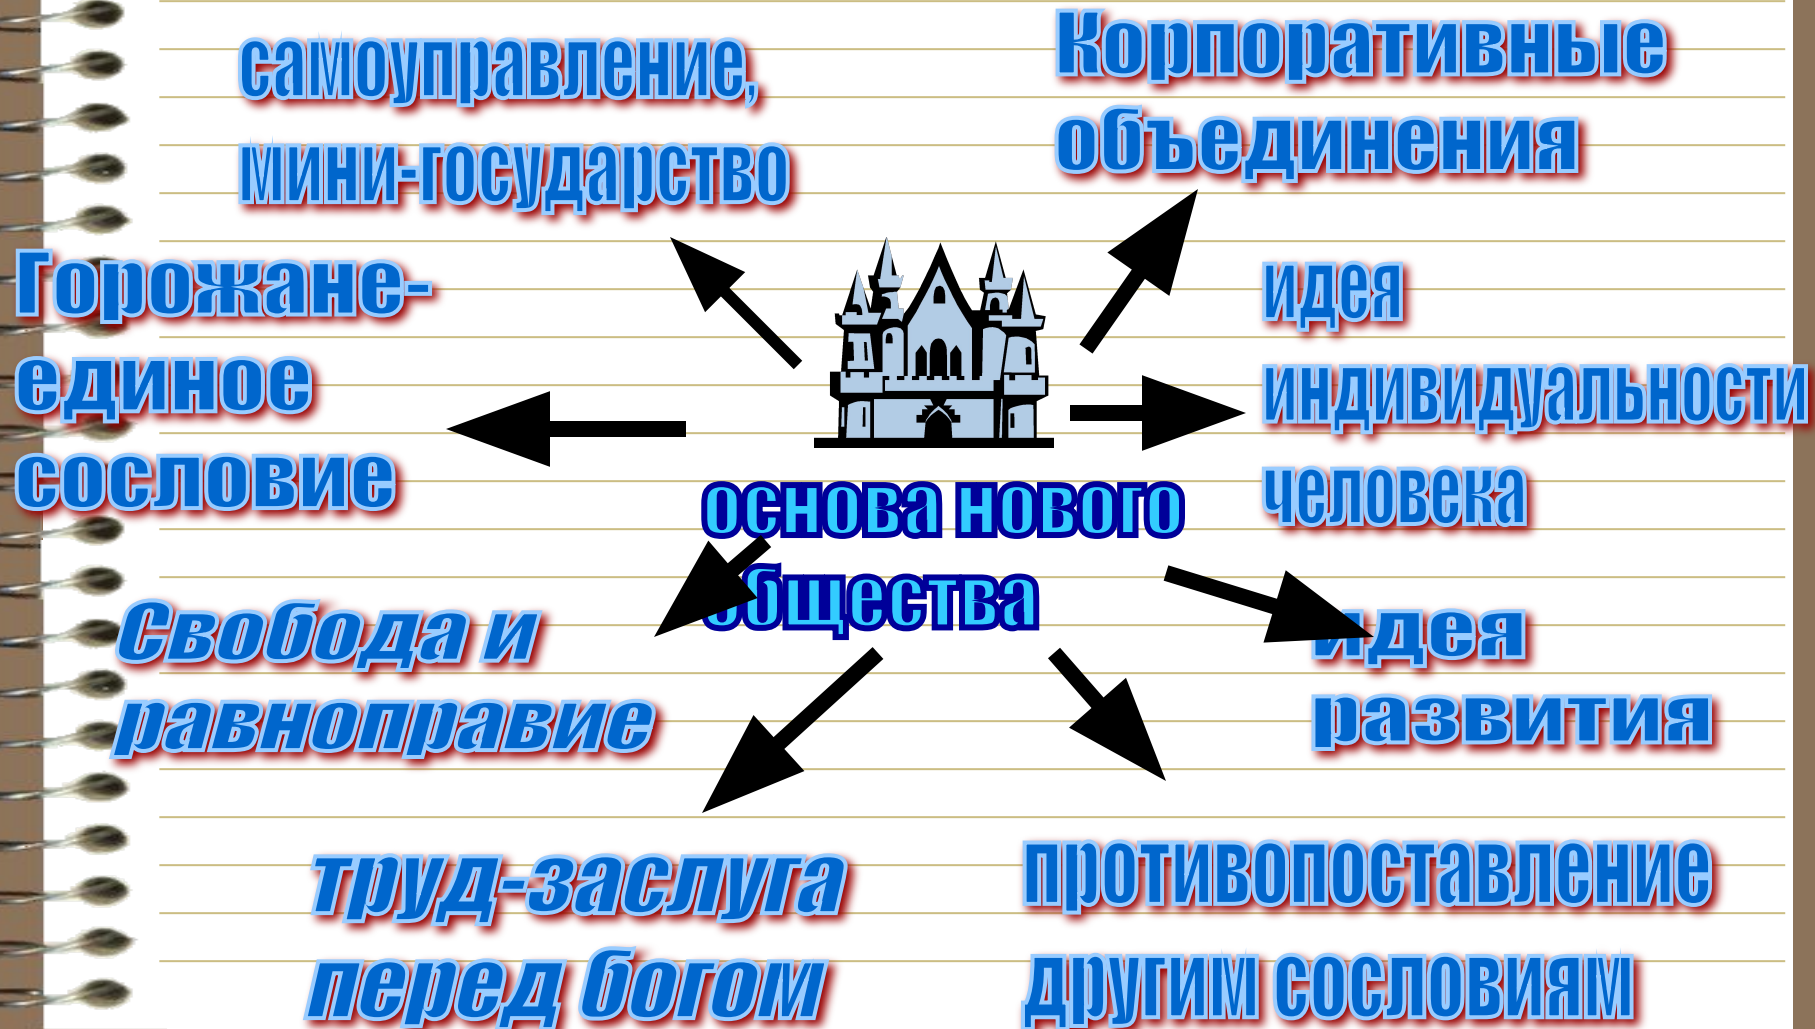 самоуправление,
мини-государство
Корпоративные
объединения
Горожане-
единое
сословие
идея
индивидуальности
человека
основа нового
общества
Свобода и
равноправие
идея
развития
труд-заслуга
перед богом
противопоставление
другим сословиям